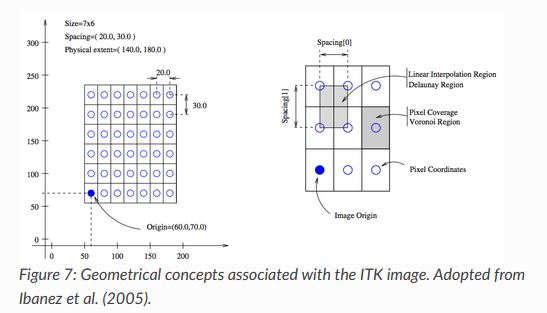 Size=7x6
Spacing=( 20.0, 30.0 )
Physical extent=( 140.0, 180.0 )
300
250
200
150
100
50
0
0
50
100
150
200
20.0
30.0
Origin=(60.0,70.0)
Spacing[0]
Spacing[1]
Linear Interpolation Region
Delaunay Region
Pixel Coverage
Voronoi Region
Pixel Coordinates
Image Origin
Figure 7: Geometrical concepts associated with the ITK image. Adopted from
Ibanez et al. (2005).